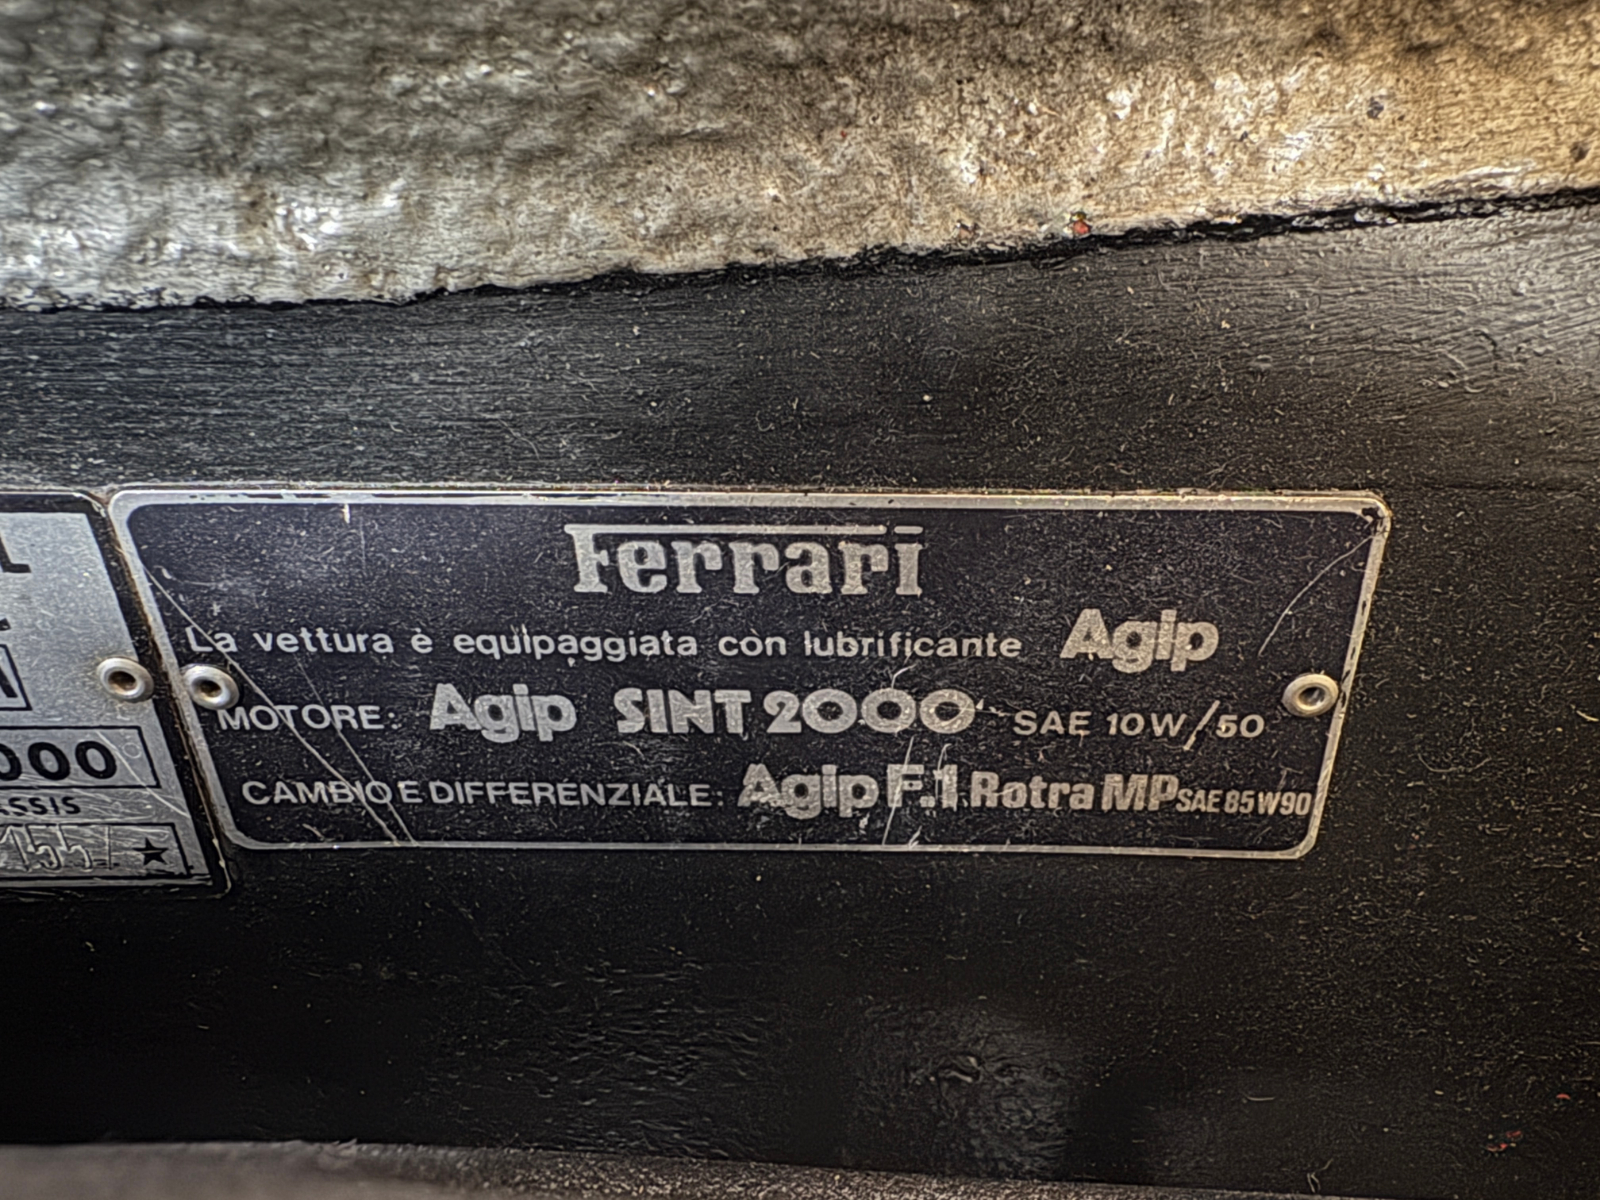 Ferrari
La vettura è equipaggiata con lubrificante Agip
MOTORE: Agip SINT 2000 SAE 10W/50
CAMBIO E DIFFERENZIALE: Agip F.1 Rotra MP SAE 85W90
000
ASSIS